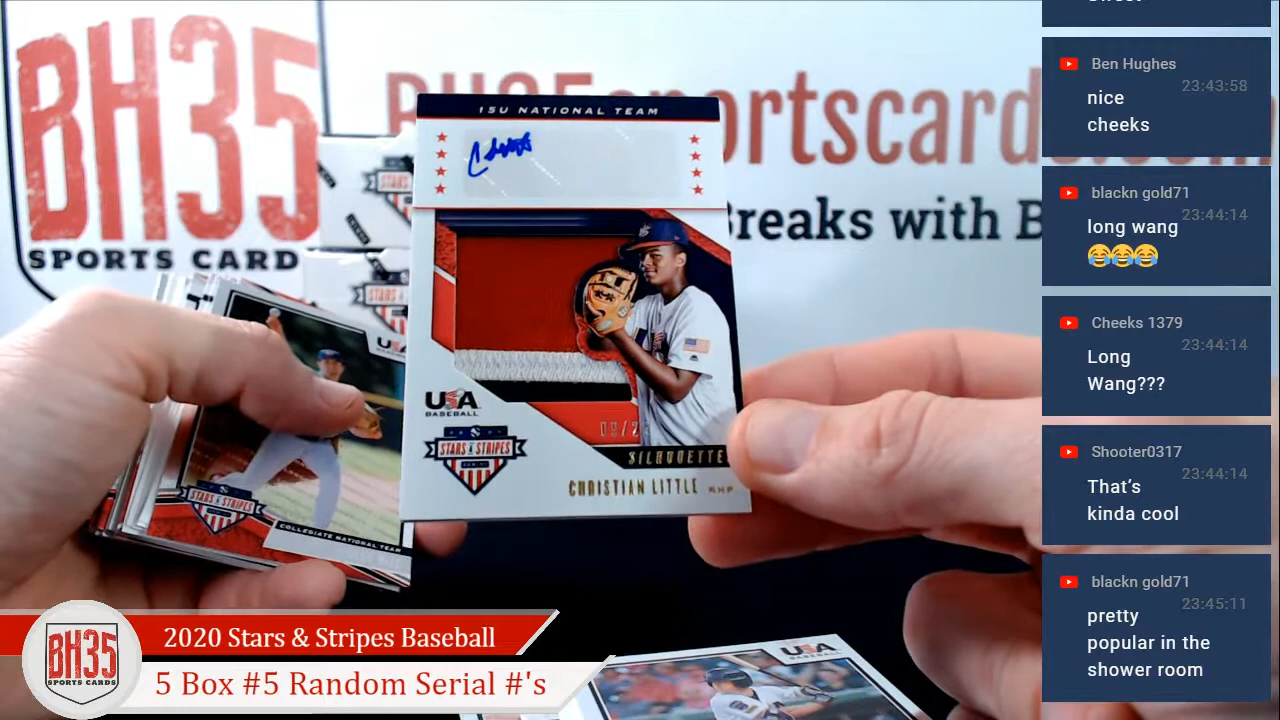 BH35
SPORTS CARD
15U NATIONAL TEAM
USA
BASEBALL
STARS & STRIPES
SILHOUETTE
CHRISTIAN LITTLE RHP
STARS & STRIPES
COLLEGIATE NATIONAL TEAM
USA
Breaks with B
Ben Hughes
23:43:58
nice
cheeks
blackn gold71
23:44:14
long wang
😂😂😂
Cheeks 1379
23:44:14
Long
Wang???
Shooter0317
23:44:14
That’s
kinda cool
blackn gold71
23:45:11
pretty
popular in the
shower room
BH35
SPORTS CARDS
2020 Stars & Stripes Baseball
5 Box #5 Random Serial #'s